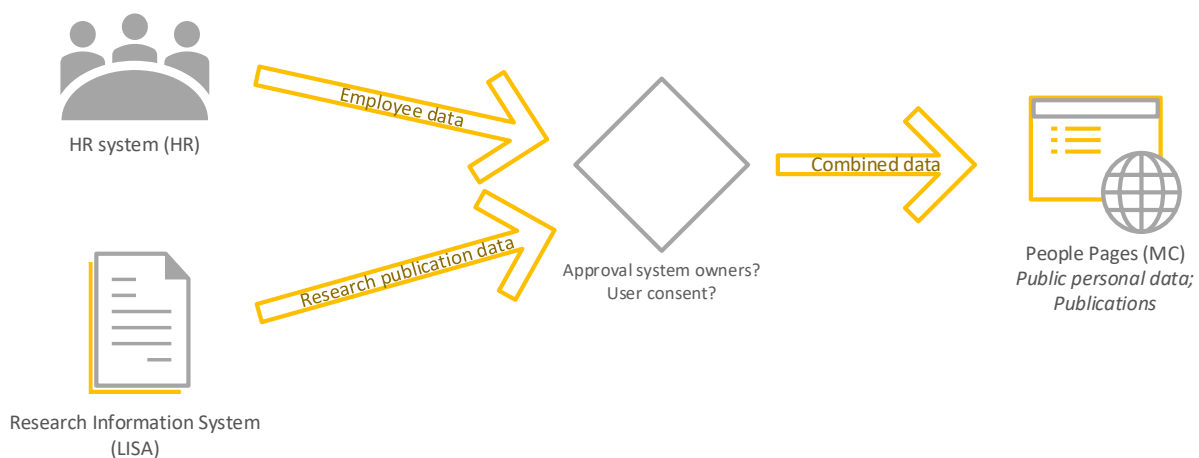 HR system (HR)
Employee data
Research Information System
(LISA)
Research publication data
Approval system owners?
User consent?
Combined data
People Pages (MC)
Public personal data;
Publications